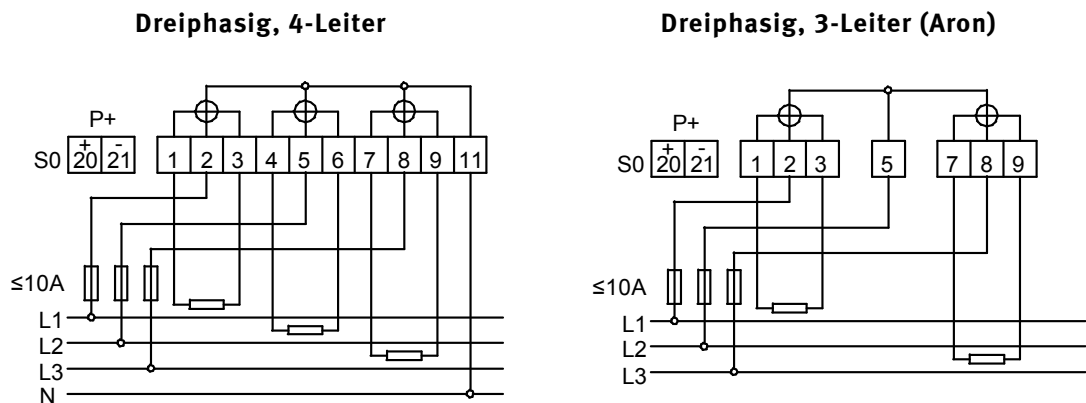 Dreiphasig, 4-Leiter
P+
+ -
S0 20 21 1 2 3 4 5 6 7 8 9 11
≤10A
L1
L2
L3
N
Dreiphasig, 3-Leiter (Aron)
P+
+ -
S0 20 21 1 2 3 5 7 8 9
≤10A
L1
L2
L3